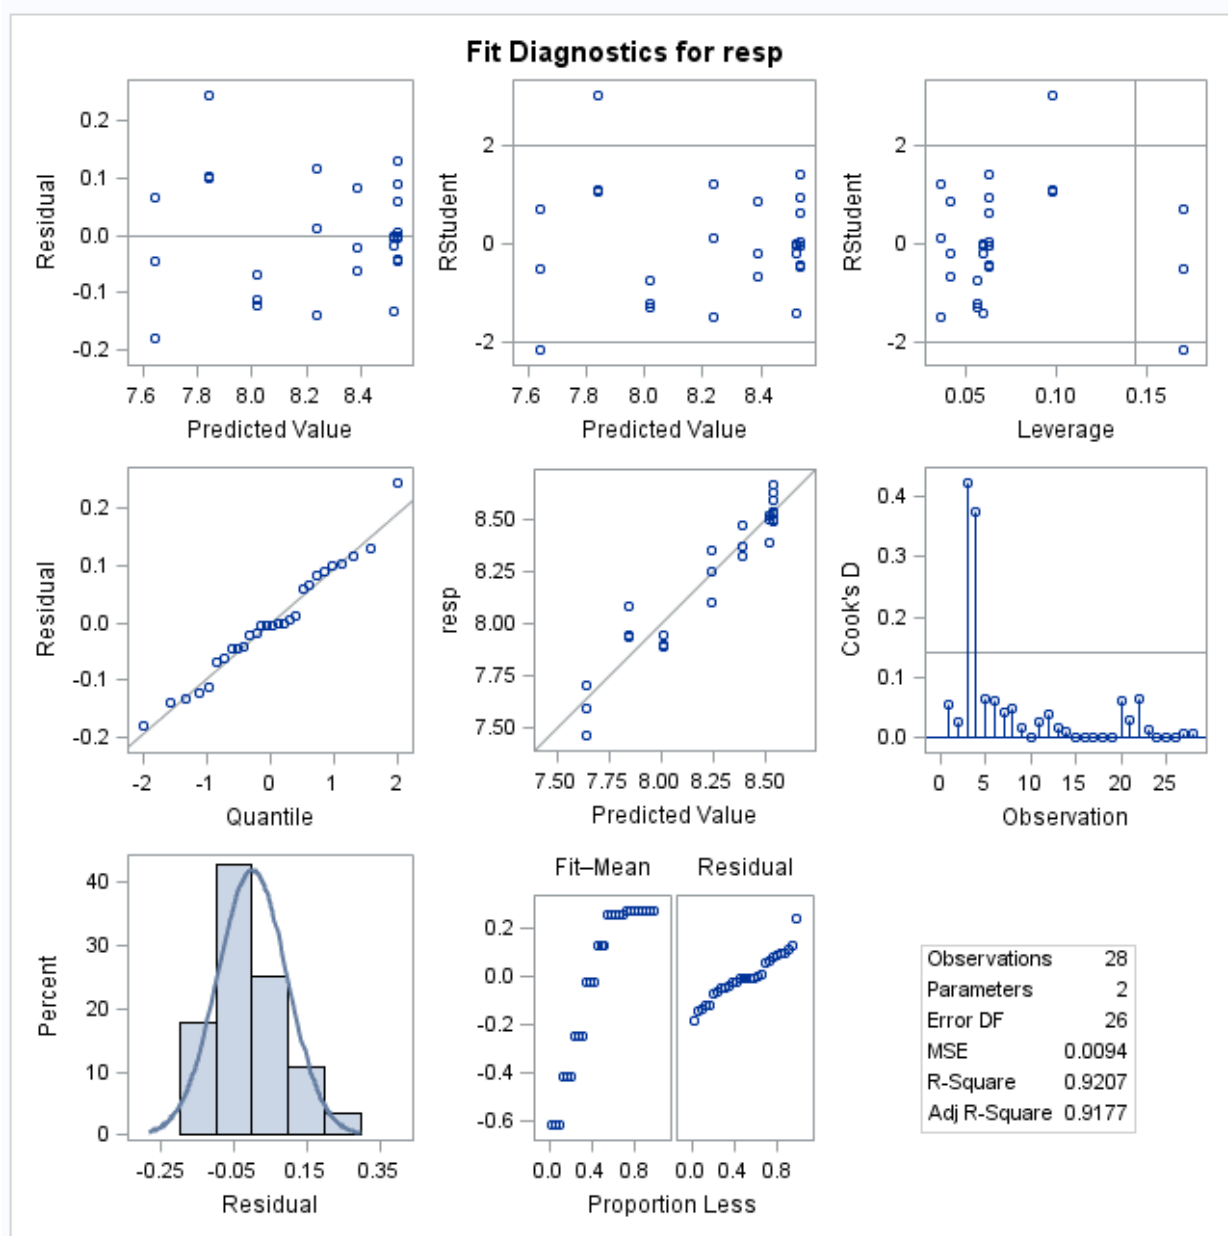 Fit Diagnostics for resp
Residual
0.2
0.1
0.0
-0.1
-0.2
7.6 7.8 8.0 8.2 8.4
Predicted Value
RStudent
2
0
-2
7.6 7.8 8.0 8.2 8.4
Predicted Value
RStudent
2
0
-2
0.05 0.10 0.15
Leverage
Residual
0.2
0.1
0.0
-0.1
-0.2
-2 -1 0 1 2
Quantile
resp
8.50
8.25
8.00
7.75
7.50
7.50 7.75 8.00 8.25 8.50
Predicted Value
Cook's D
0.4
0.3
0.2
0.1
0.0
0 5 10 15 20 25
Observation
Percent
40
30
20
10
0
-0.25 -0.05 0.15 0.35
Residual
Fit–Mean Residual
0.2
0.0
-0.2
-0.4
-0.6
0.0 0.4 0.8 0.0 0.4 0.8
Proportion Less
Observations 28
Parameters 2
Error DF 26
MSE 0.0094
R-Square 0.9207
Adj R-Square 0.9177